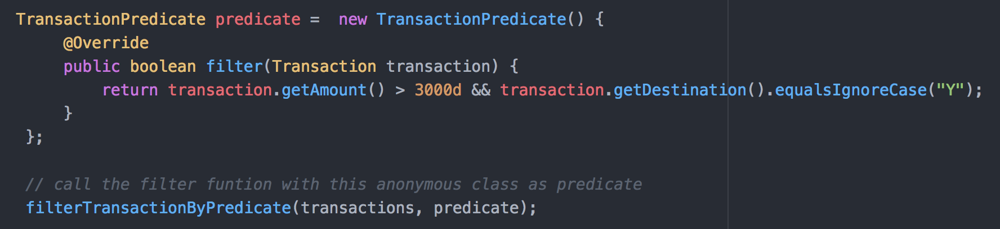 TransactionPredicate predicate =  new TransactionPredicate() {
@Override
public boolean filter(Transaction transaction) {
return transaction.getAmount() > 3000d && transaction.getDestination().equalsIgnoreCase("Y");
}
};
// call the filter funtion with this anonymous class as predicate
filterTransactionByPredicate(transactions, predicate);